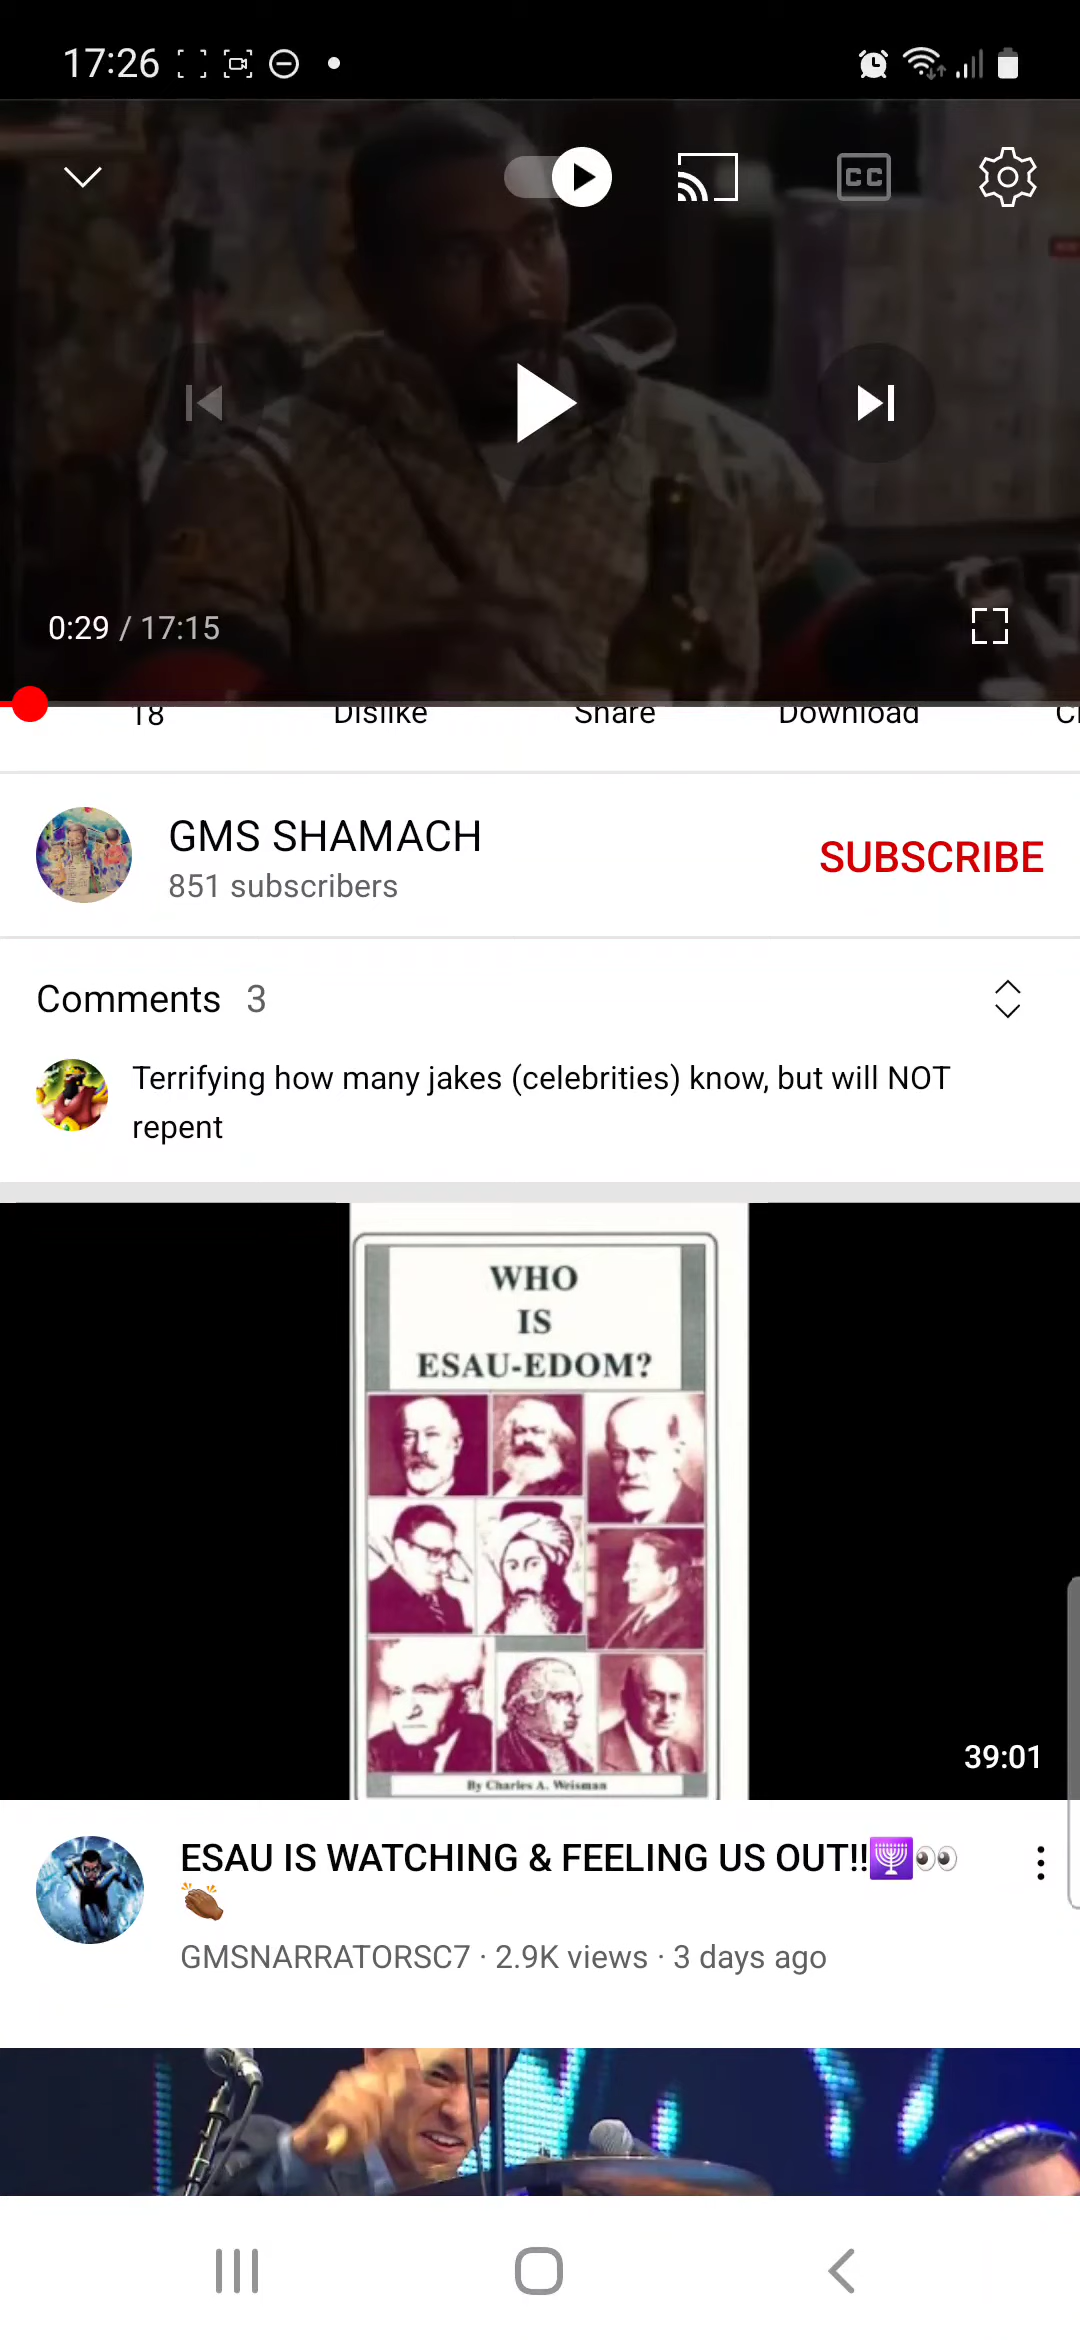 17:26
CC
0:29 / 17:15
18 Dislike Share Download Cl
GMS SHAMACH
851 subscribers
SUBSCRIBE
Comments 3
Terrifying how many jakes (celebrities) know, but will NOT
repent
WHO
IS
ESAU-EDOM?
By Charles A. Weisman
39:01
ESAU IS WATCHING & FEELING US OUT!!🕎👀
👏🏾
GMSNARRATORSC7 · 2.9K views · 3 days ago